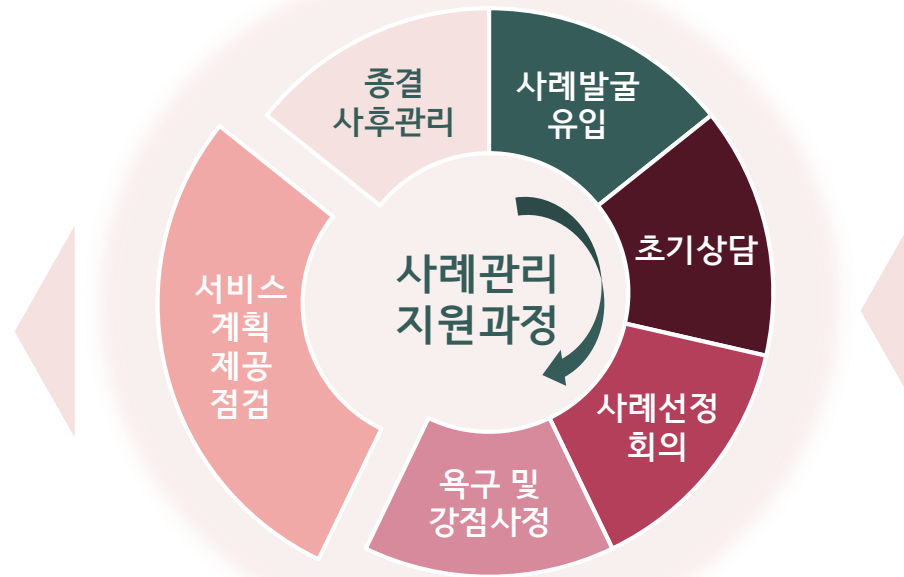 사례관리
지원과정
사례발굴
유입
초기상담
사례선정
회의
욕구 및
강점사정
서비스
계획
제공
점검
종결
사후관리